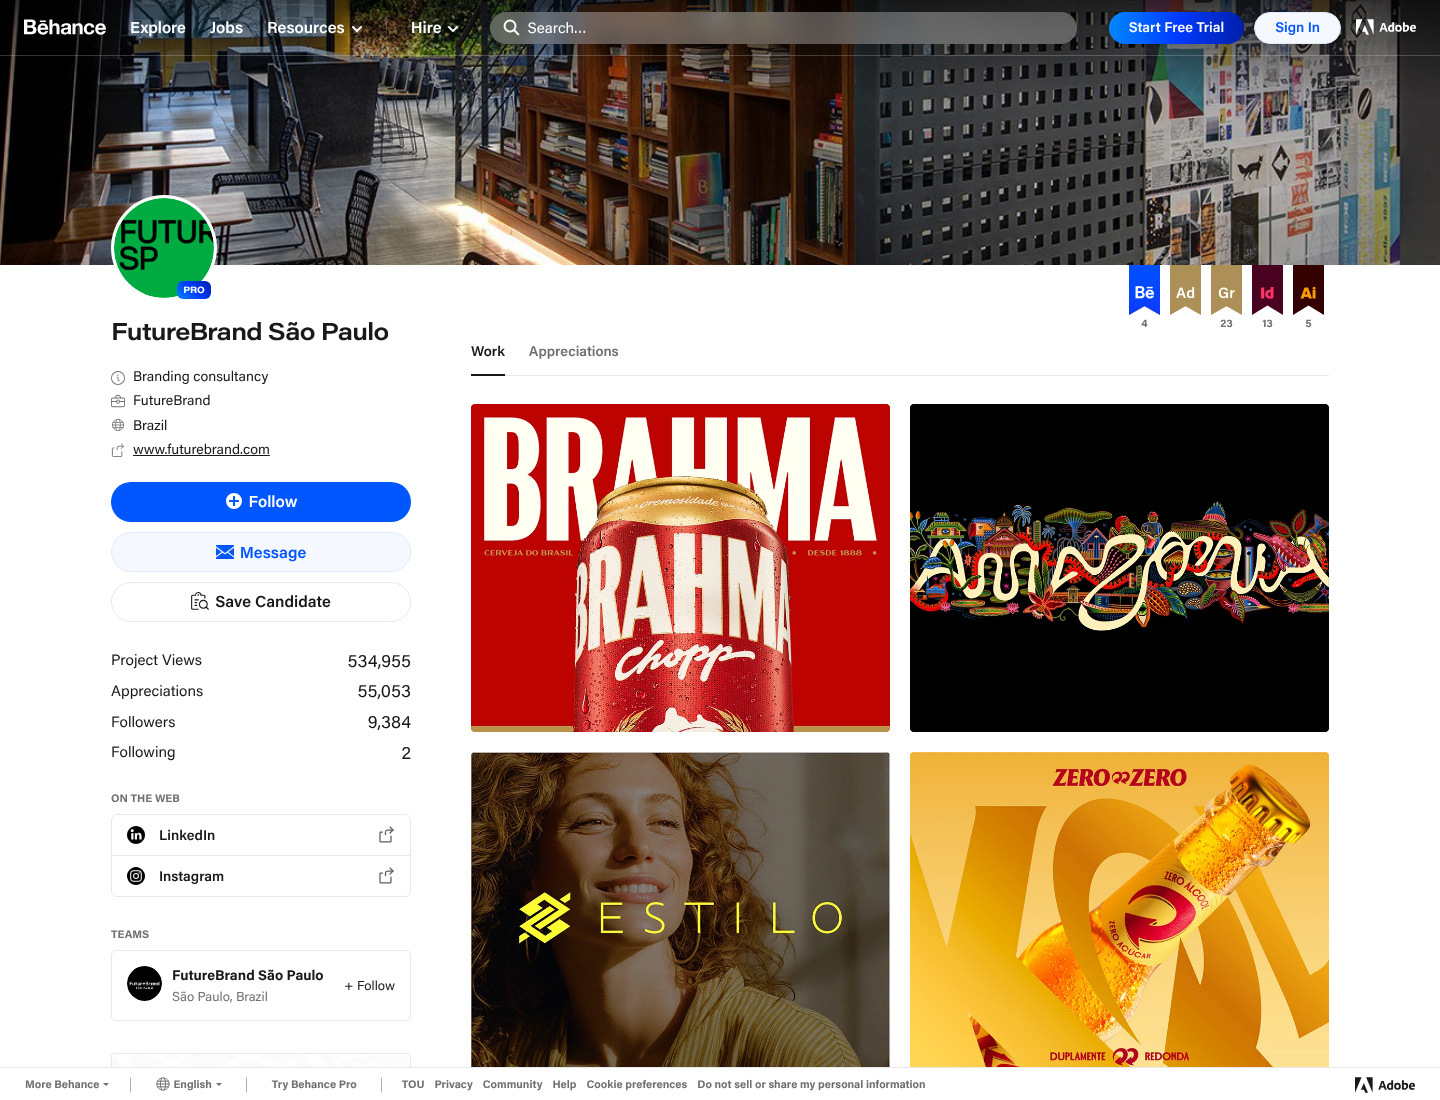 Bēhance
Explore
Jobs
Resources
Hire
Search...
Start Free Trial
Sign In
Adobe
FUTUR
SP
PRO
FutureBrand São Paulo
Branding consultancy
FutureBrand
Brazil
www.futurebrand.com
Follow
Message
Save Candidate
Project Views 534,955
Appreciations 55,053
Followers 9,384
Following 2
ON THE WEB
LinkedIn
Instagram
TEAMS
FutureBrand São Paulo
São Paulo, Brazil
+ Follow
Bē Ad Gr Id Ai
4 23 13 5
Work Appreciations
BRAHMA
CERVEJA DO BRASIL
DESDE 1888
Cremosidade
BRAHMA
Chopp
Amazônia
ESTILO
ZERO ZERO
ZERO ÁLCOOL
ZERO AÇÚCAR
DUPLAMENTE REDONDA
More Behance
English
Try Behance Pro
TOU Privacy Community Help Cookie preferences Do not sell or share my personal information
Adobe